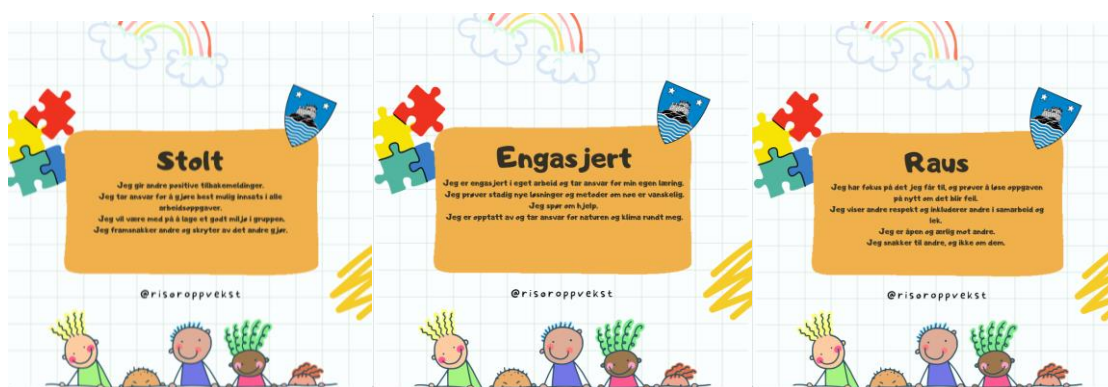 Stolt
Jeg gir andre positive tilbakemeldinger.
Jeg tar ansvar for å gjøre best mulig innsats i alle
arbeidsoppgaver.
Jeg vil være med på å lage et godt miljø i gruppen.
Jeg framsnakker andre og skryter av det andre gjør.
@risøroppvekst
Engasjert
Jeg er engasjert i eget arbeid og tar ansvar for min egen læring.
Jeg prøver stadig nye løsninger og metoder om noe er vanskelig.
Jeg spør om hjelp.
Jeg er opptatt av og tar ansvar for naturen og klima rundt meg.
@risøroppvekst
Raus
Jeg har fokus på det jeg får til, og prøver å løse oppgaven
på nytt om det blir feil.
Jeg viser andre respekt og inkluderer andre i samarbeid og
lek.
Jeg er åpen og ærlig mot andre.
Jeg snakker til andre, og ikke om dem.
@risøroppvekst